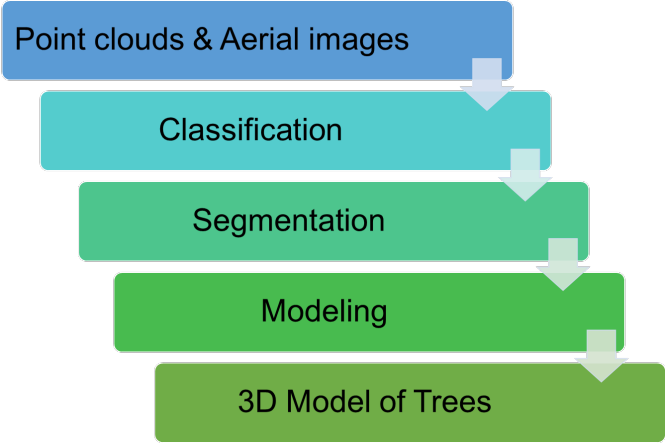 Point clouds & Aerial images
Classification
Segmentation
Modeling
3D Model of Trees